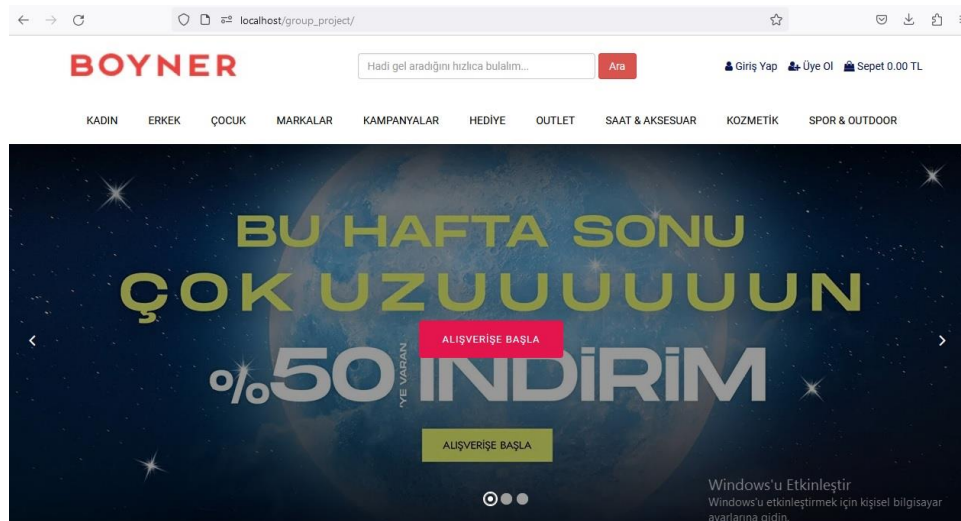 localhost/group_project/
BOYNER
Hadi gel aradığını hızlıca bulalım...
Ara
Giriş Yap
Üye Ol
Sepet 0.00 TL
KADIN ERKEK ÇOCUK MARKALAR KAMPANYALAR HEDİYE OUTLET SAAT & AKSESUAR KOZMETİK SPOR & OUTDOOR
BU HAFTA SONU
ÇOK UZUUUUUUUN
ALIŞVERİŞE BAŞLA
%50 'YE VARAN İNDİRİM
ALIŞVERİŞE BAŞLA
Windows'u Etkinleştir
Windows'u etkinleştirmek için kişisel bilgisayar
ayarlarına gidin.